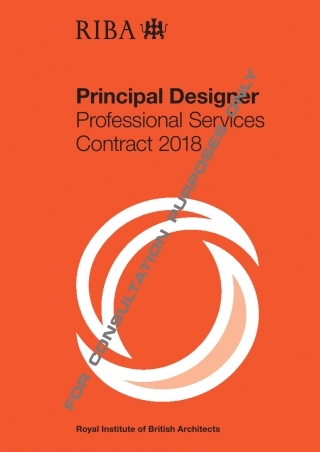 RIBA
Principal Designer
Professional Services
Contract 2018
FOR CONSULTATION PURPOSES ONLY
Royal Institute of British Architects